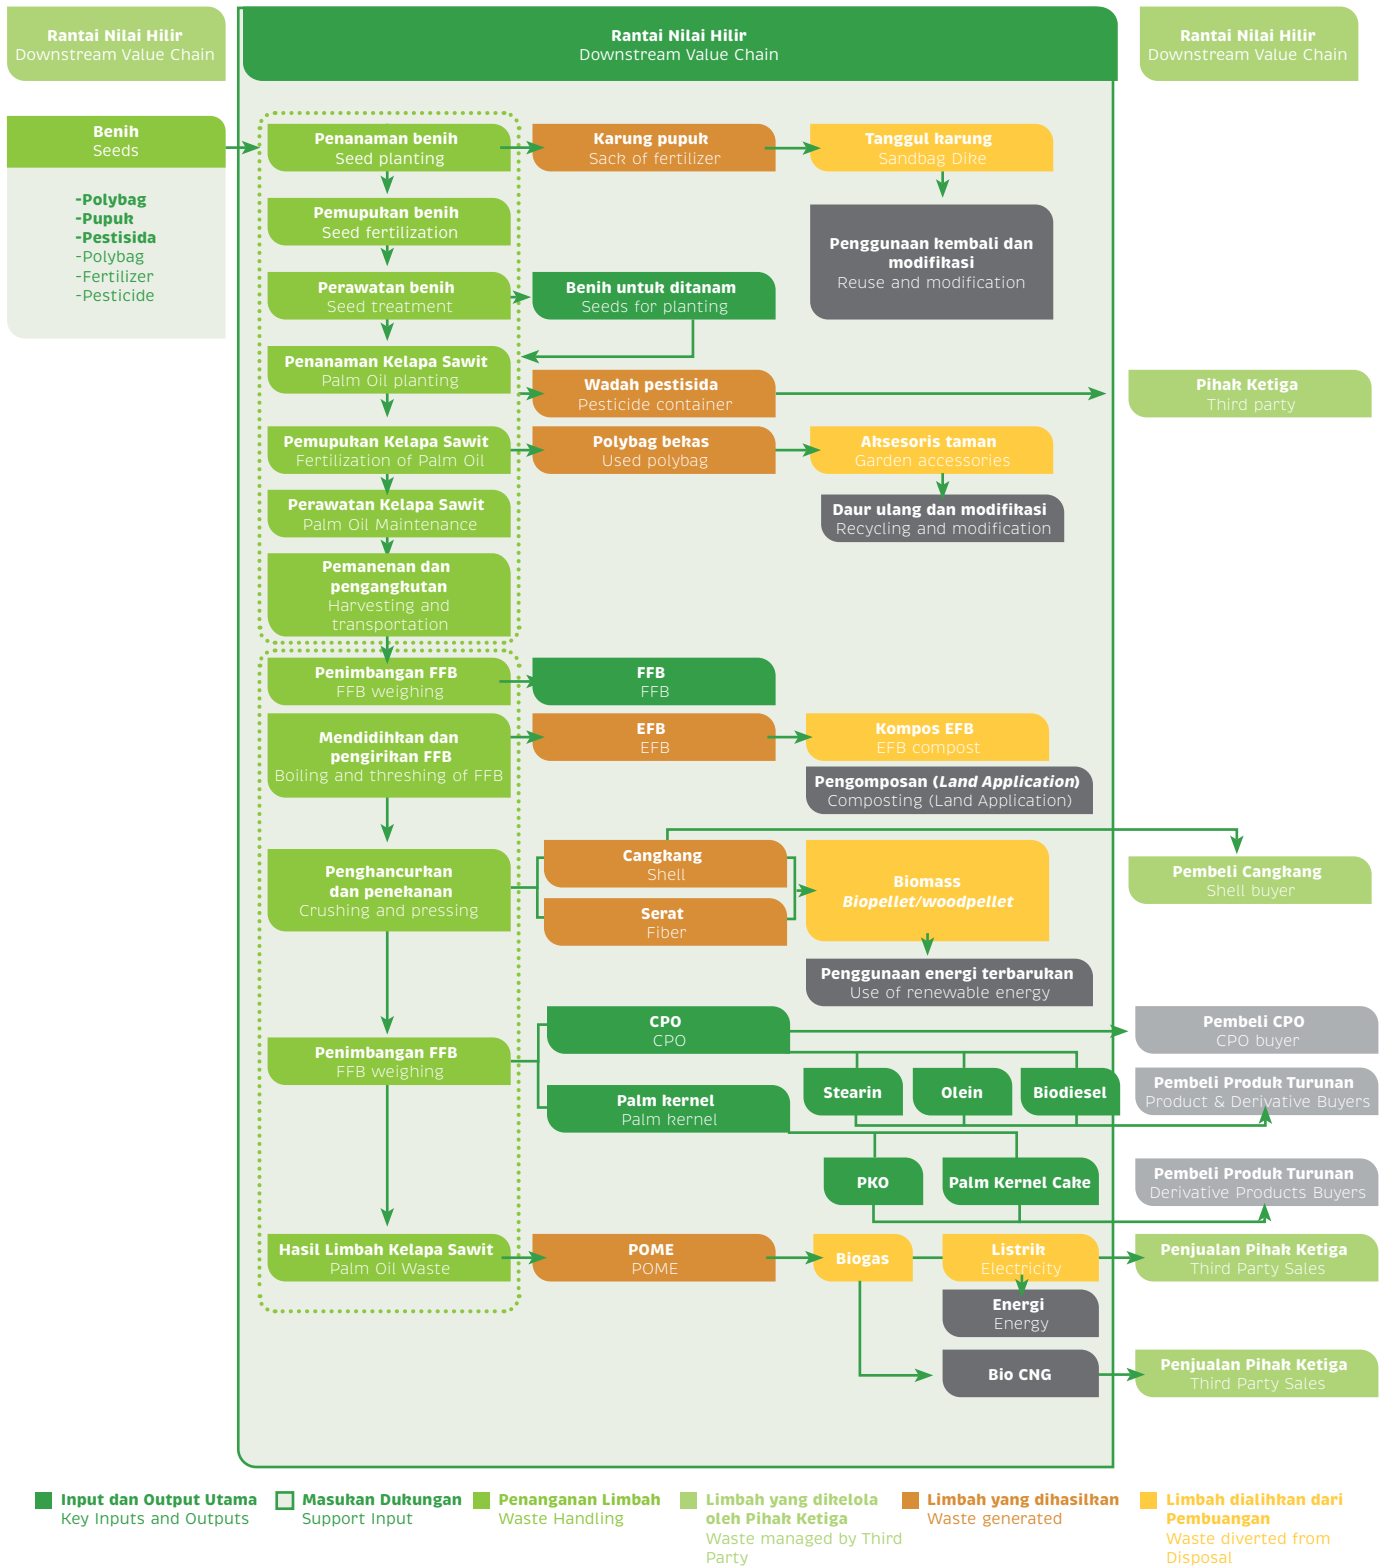 Rantai Nilai Hilir
Downstream Value Chain
Rantai Nilai Hilir
Downstream Value Chain
Rantai Nilai Hilir
Downstream Value Chain
Benih
Seeds
-Polybag
-Pupuk
-Pestisida
-Polybag
-Fertilizer
-Pesticide
Penanaman benih
Seed planting
Karung pupuk
Sack of fertilizer
Tanggul karung
Sandbag Dike
Pemupukan benih
Seed fertilization
Penggunaan kembali dan
modifikasi
Reuse and modification
Perawatan benih
Seed treatment
Benih untuk ditanam
Seeds for planting
Penanaman Kelapa Sawit
Palm Oil planting
Wadah pestisida
Pesticide container
Pihak Ketiga
Third party
Pemupukan Kelapa Sawit
Fertilization of Palm Oil
Polybag bekas
Used polybag
Aksesoris taman
Garden accessories
Perawatan Kelapa Sawit
Palm Oil Maintenance
Daur ulang dan modifikasi
Recycling and modification
Pemanenan dan
pengangkutan
Harvesting and
transportation
Penimbangan FFB
FFB weighing
FFB
FFB
Mendidihkan dan
pengirikan FFB
Boiling and threshing of FFB
EFB
EFB
Kompos EFB
EFB compost
Pengomposan (Land Application)
Composting (Land Application)
Penghancurkan
dan penekanan
Crushing and pressing
Cangkang
Shell
Serat
Fiber
Biomass
Biopellet/woodpellet
Pembeli Cangkang
Shell buyer
Penggunaan energi terbarukan
Use of renewable energy
Penimbangan FFB
FFB weighing
CPO
CPO
Pembeli CPO
CPO buyer
Stearin
Olein
Biodiesel
Pembeli Produk Turunan
Product & Derivative Buyers
Palm kernel
Palm kernel
PKO
Palm Kernel Cake
Pembeli Produk Turunan
Derivative Products Buyers
Hasil Limbah Kelapa Sawit
Palm Oil Waste
POME
POME
Biogas
Listrik
Electricity
Penjualan Pihak Ketiga
Third Party Sales
Energi
Energy
Bio CNG
Penjualan Pihak Ketiga
Third Party Sales
Input dan Output Utama
Key Inputs and Outputs
Masukan Dukungan
Support Input
Penanganan Limbah
Waste Handling
Limbah yang dikelola
oleh Pihak Ketiga
Waste managed by Third
Party
Limbah yang dihasilkan
Waste generated
Limbah dialihkan dari
Pembuangan
Waste diverted from
Disposal